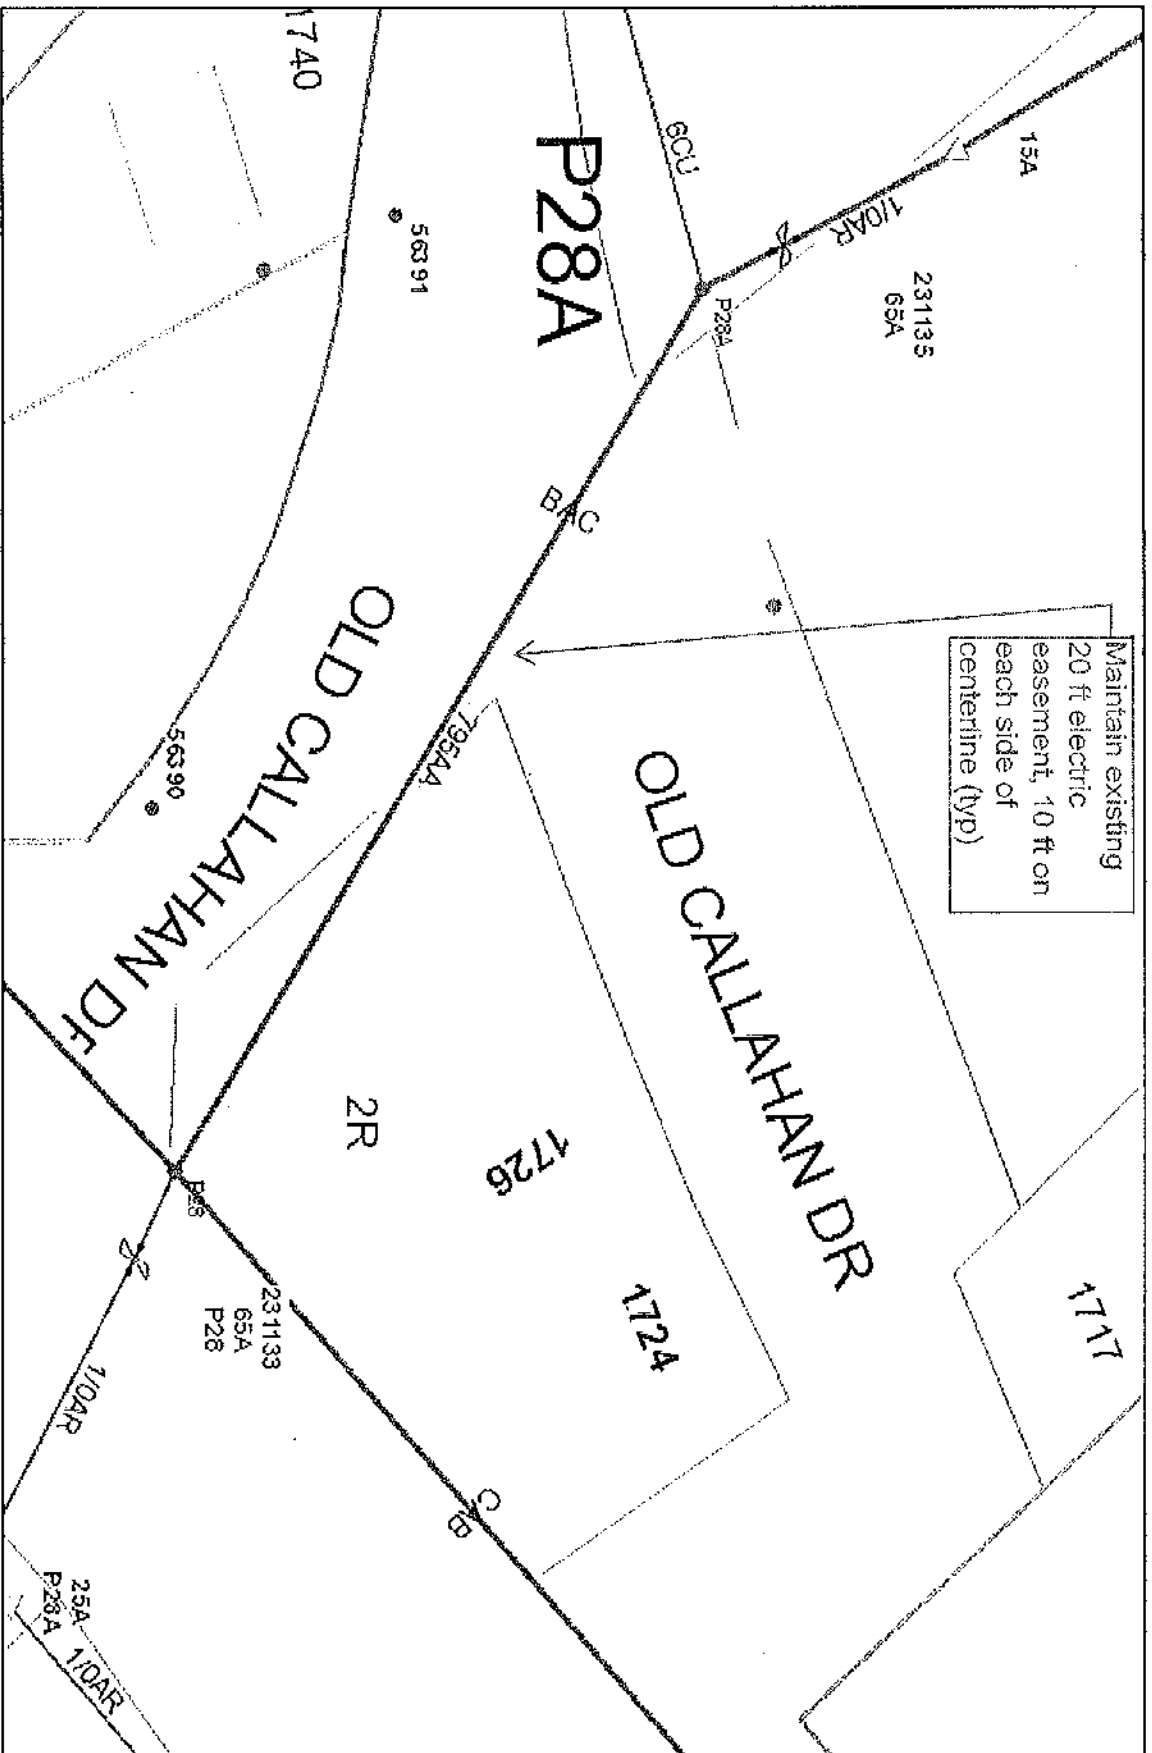 Maintain existing
20 ft electric
easement, 10 ft on
each side of
centerline (typ)
15A
1/0AR
231135
65A
6CU
P28A
P28A
1740
56391
BAC
795AA
OLD CALLAHAN DR
OLD CALLAHAN DR
56390
1717
1726
1724
2R
P28
231133
65A
P28
1/0AR
C
B
25A
P28A
1/0AR